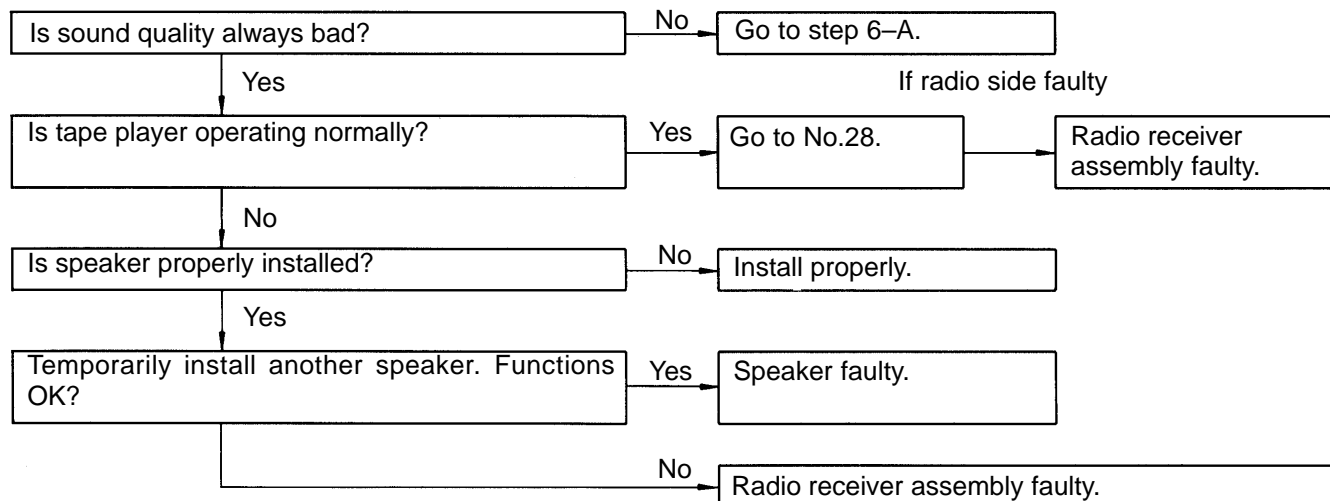 Is sound quality always bad?
No
Go to step 6–A.
Yes
If radio side faulty
Is tape player operating normally?
Yes
Go to No.28.
Radio receiver
assembly faulty.
No
Is speaker properly installed?
No
Install properly.
Yes
Temporarily install another speaker. Functions
OK?
Yes
Speaker faulty.
No
Radio receiver assembly faulty.